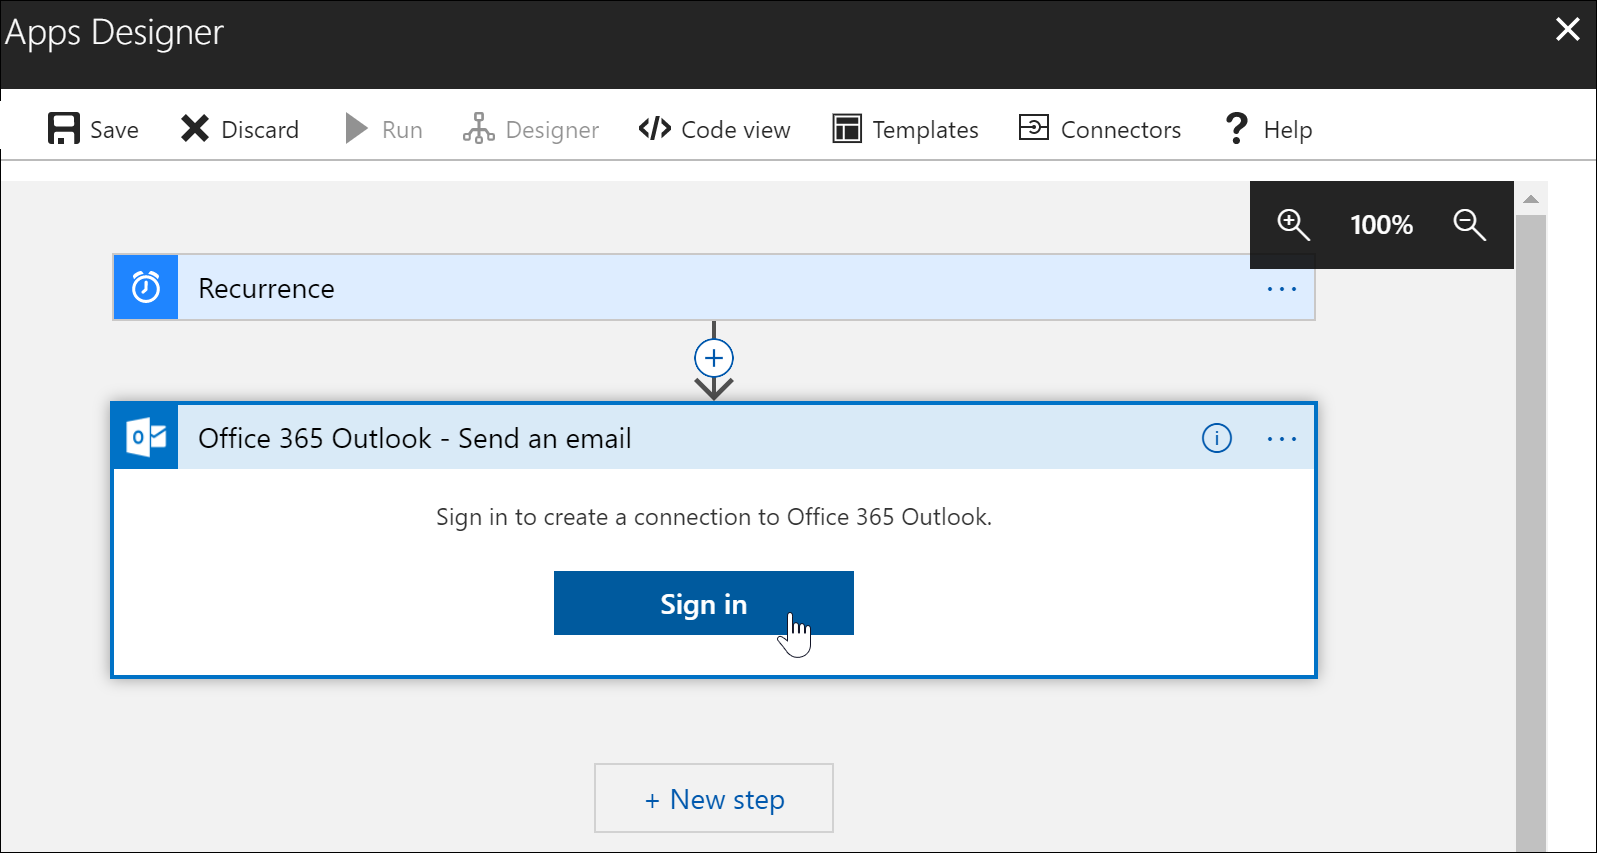 Apps Designer
Save Discard Run Designer Code view Templates Connectors Help
100%
Recurrence
Office 365 Outlook - Send an email
Sign in to create a connection to Office 365 Outlook.
Sign in
+ New step